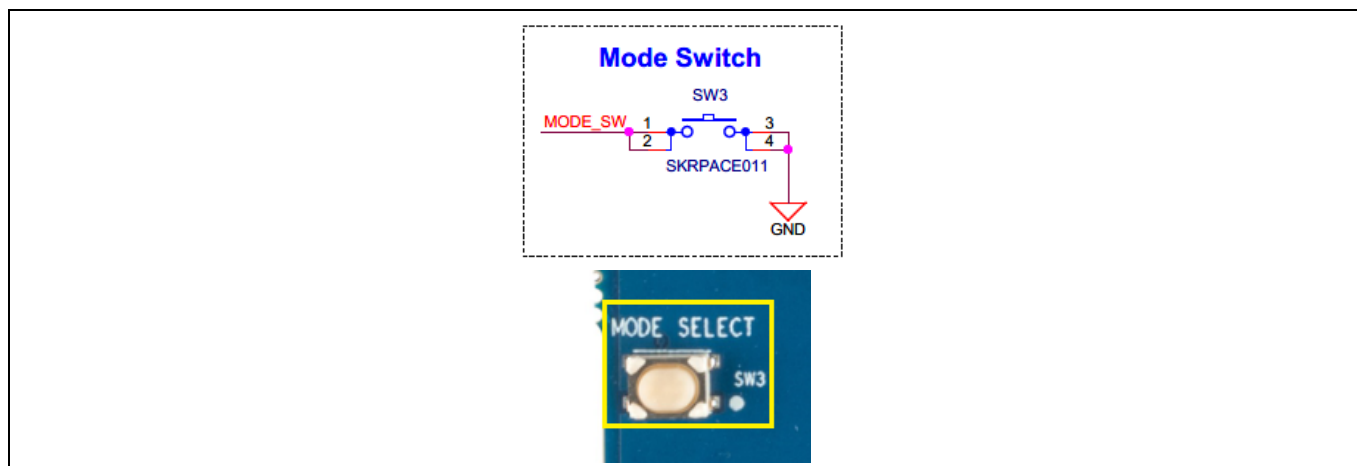 Mode Switch
SW3
MODE_SW 1 3
2 4
SKRPACE011
GND
MODE SELECT
SW3